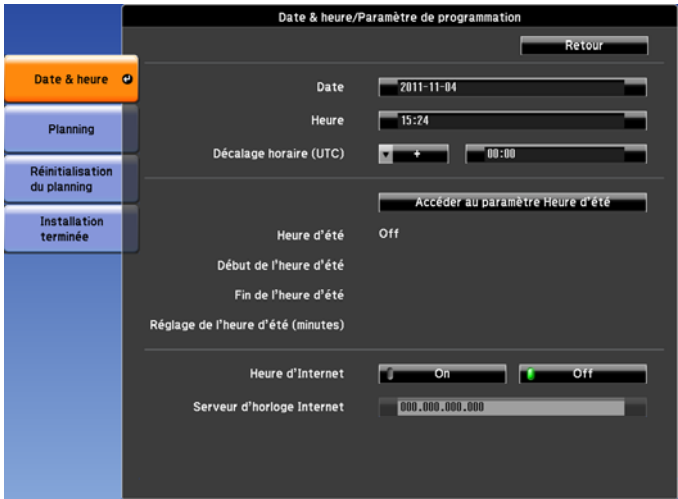 Date & heure/Paramètre de programmation
Retour
Date & heure
Planning
Réinitialisation
du planning
Installation
terminée
Date 2011-11-04
Heure 15:24
Décalage horaire (UTC) + 00:00
Accéder au paramètre Heure d'été
Heure d'été Off
Début de l'heure d'été
Fin de l'heure d'été
Réglage de l'heure d'été (minutes)
Heure d'Internet On Off
Serveur d'horloge Internet 000.000.000.000